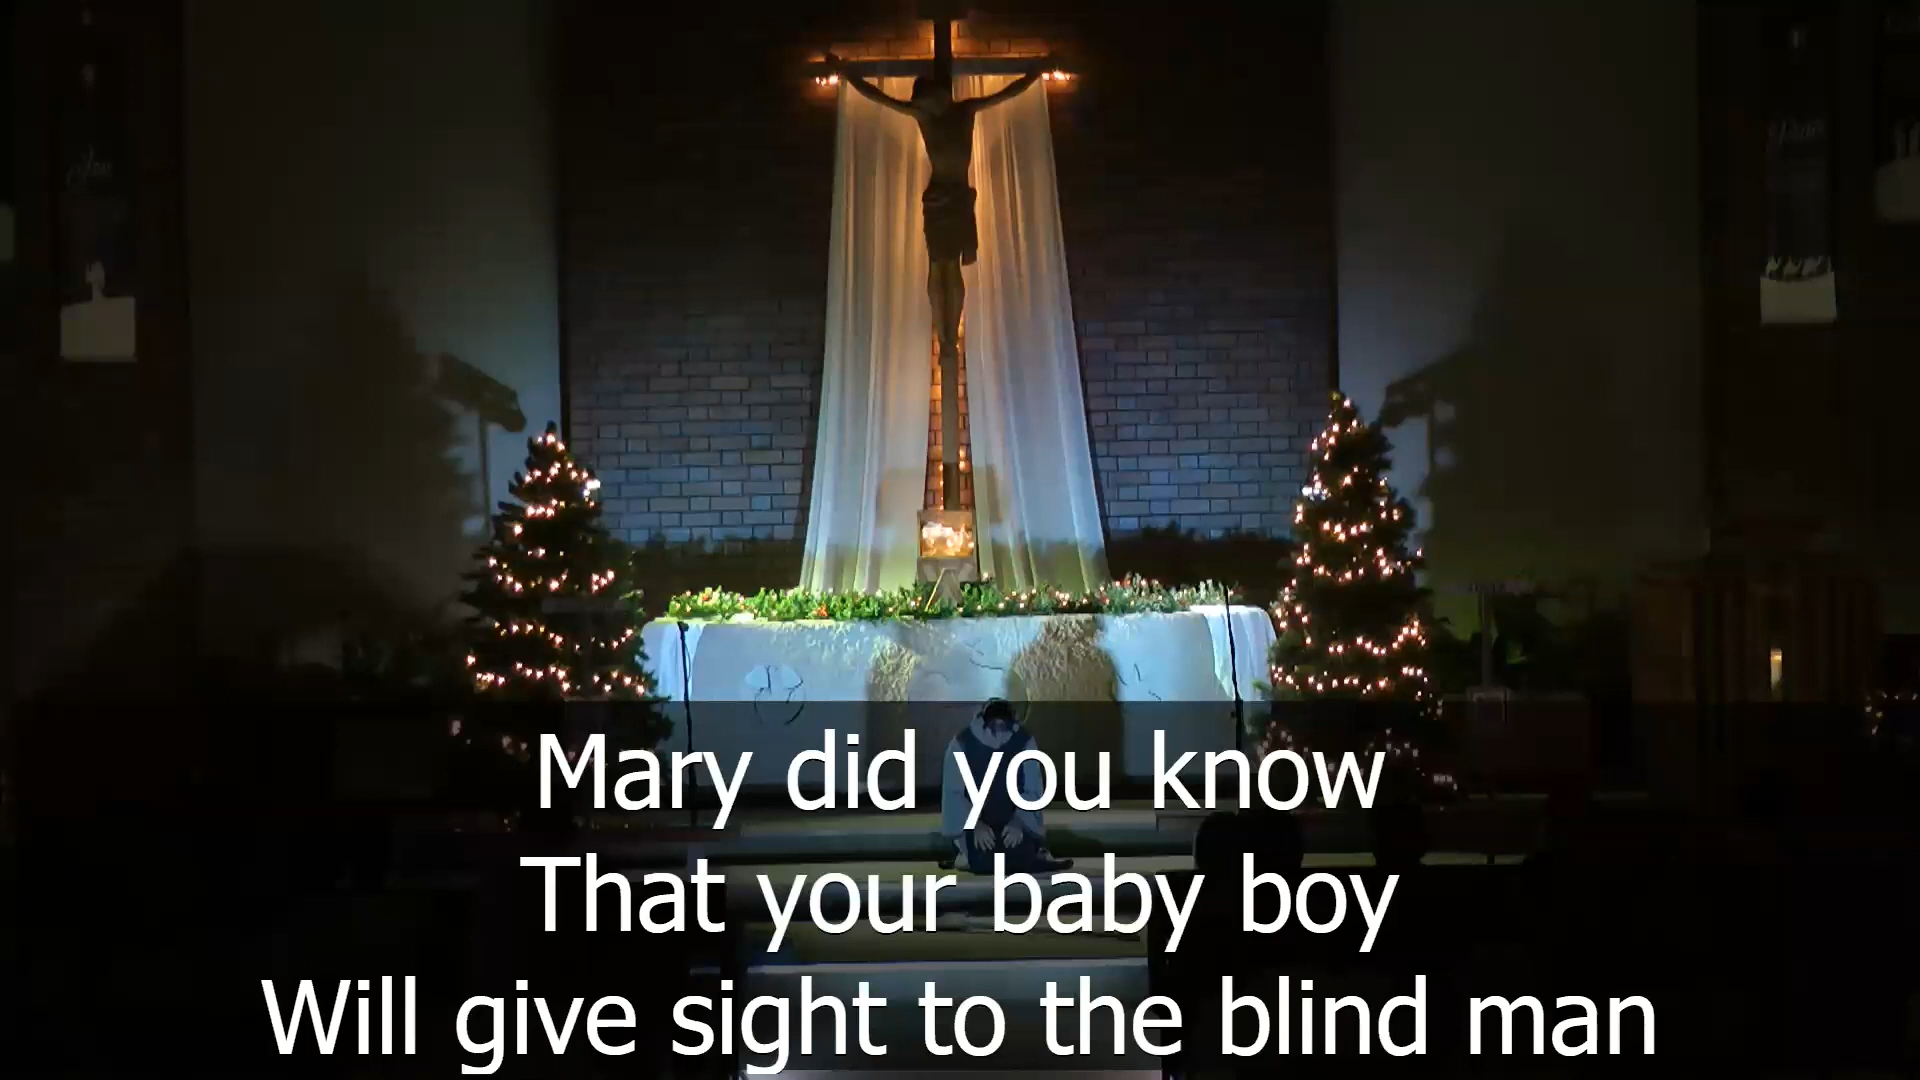 Mary did you know
That your baby boy
Will give sight to the blind man